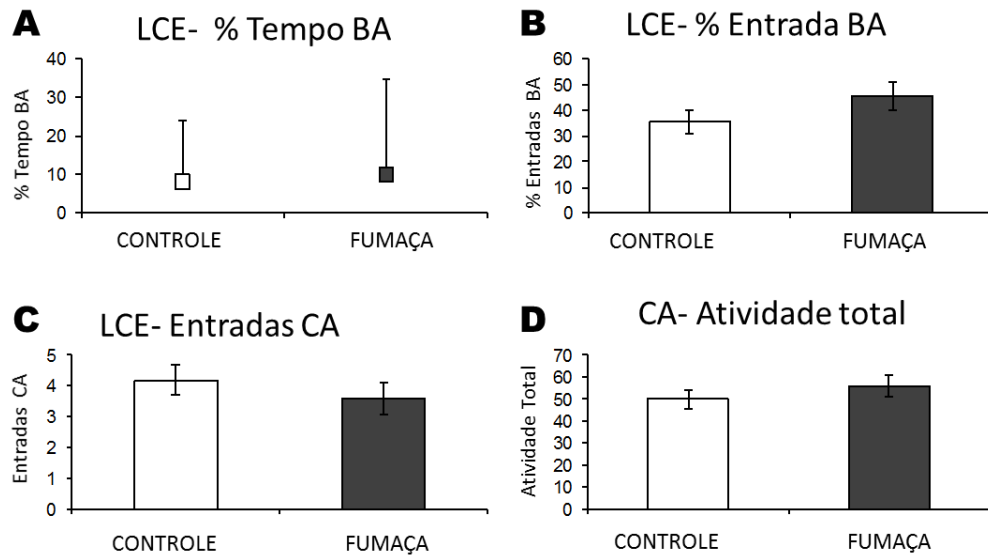 A
LCE- % Tempo BA
% Tempo BA
40
30
20
10
0
CONTROLE
FUMAÇA
B
LCE- % Entrada BA
% Entradas BA
60
50
40
30
20
10
0
CONTROLE
FUMAÇA
C
LCE- Entradas CA
Entradas CA
5
4
3
2
1
0
CONTROLE
FUMAÇA
D
CA- Atividade total
Atividade Total
70
60
50
40
30
20
10
0
CONTROLE
FUMAÇA